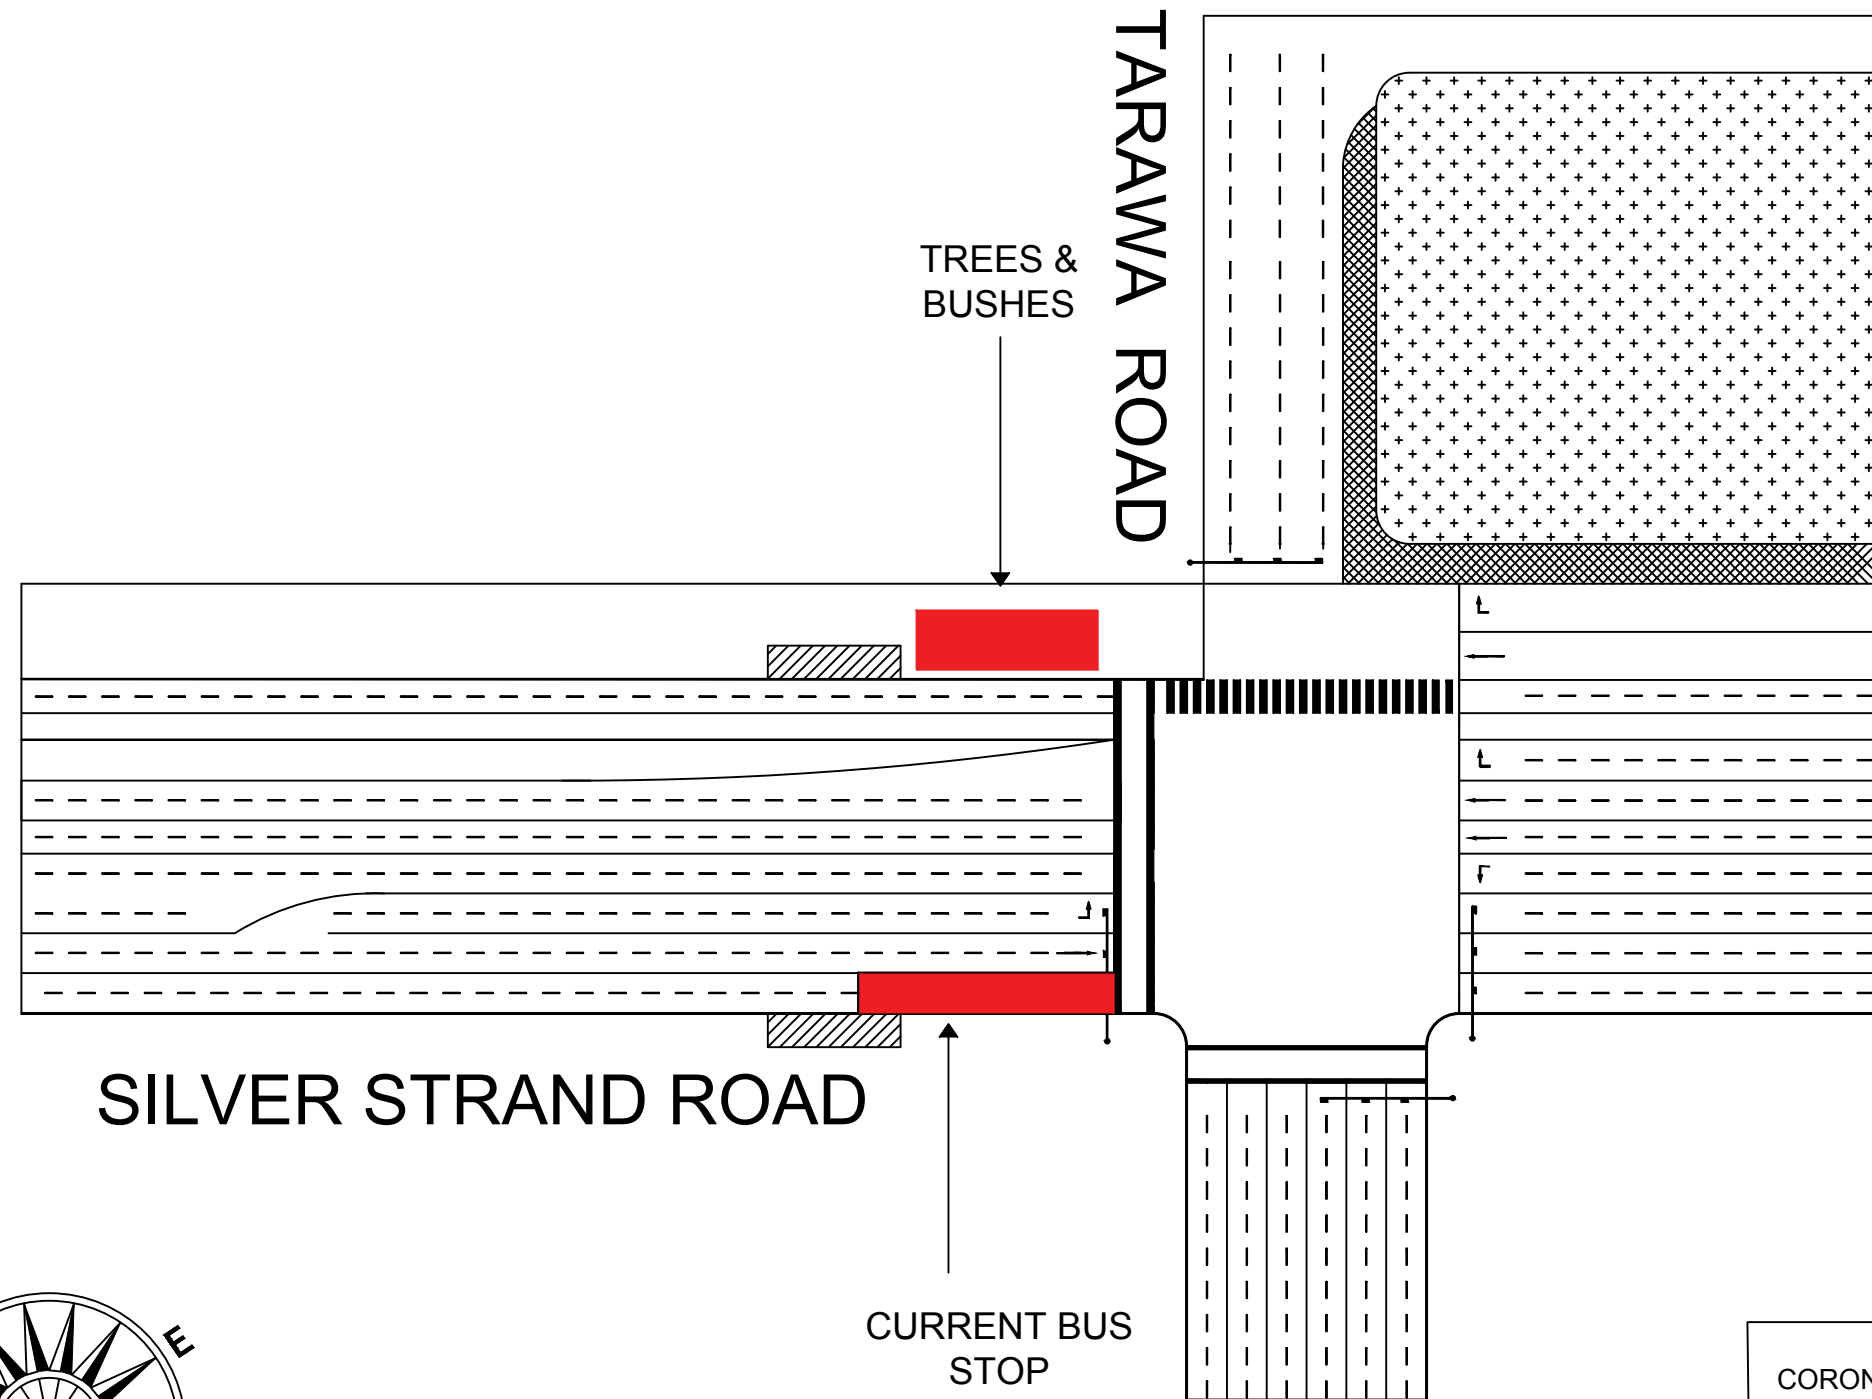 TARAWA ROAD
TREES &
BUSHES
SILVER STRAND ROAD
CURRENT BUS
STOP
E